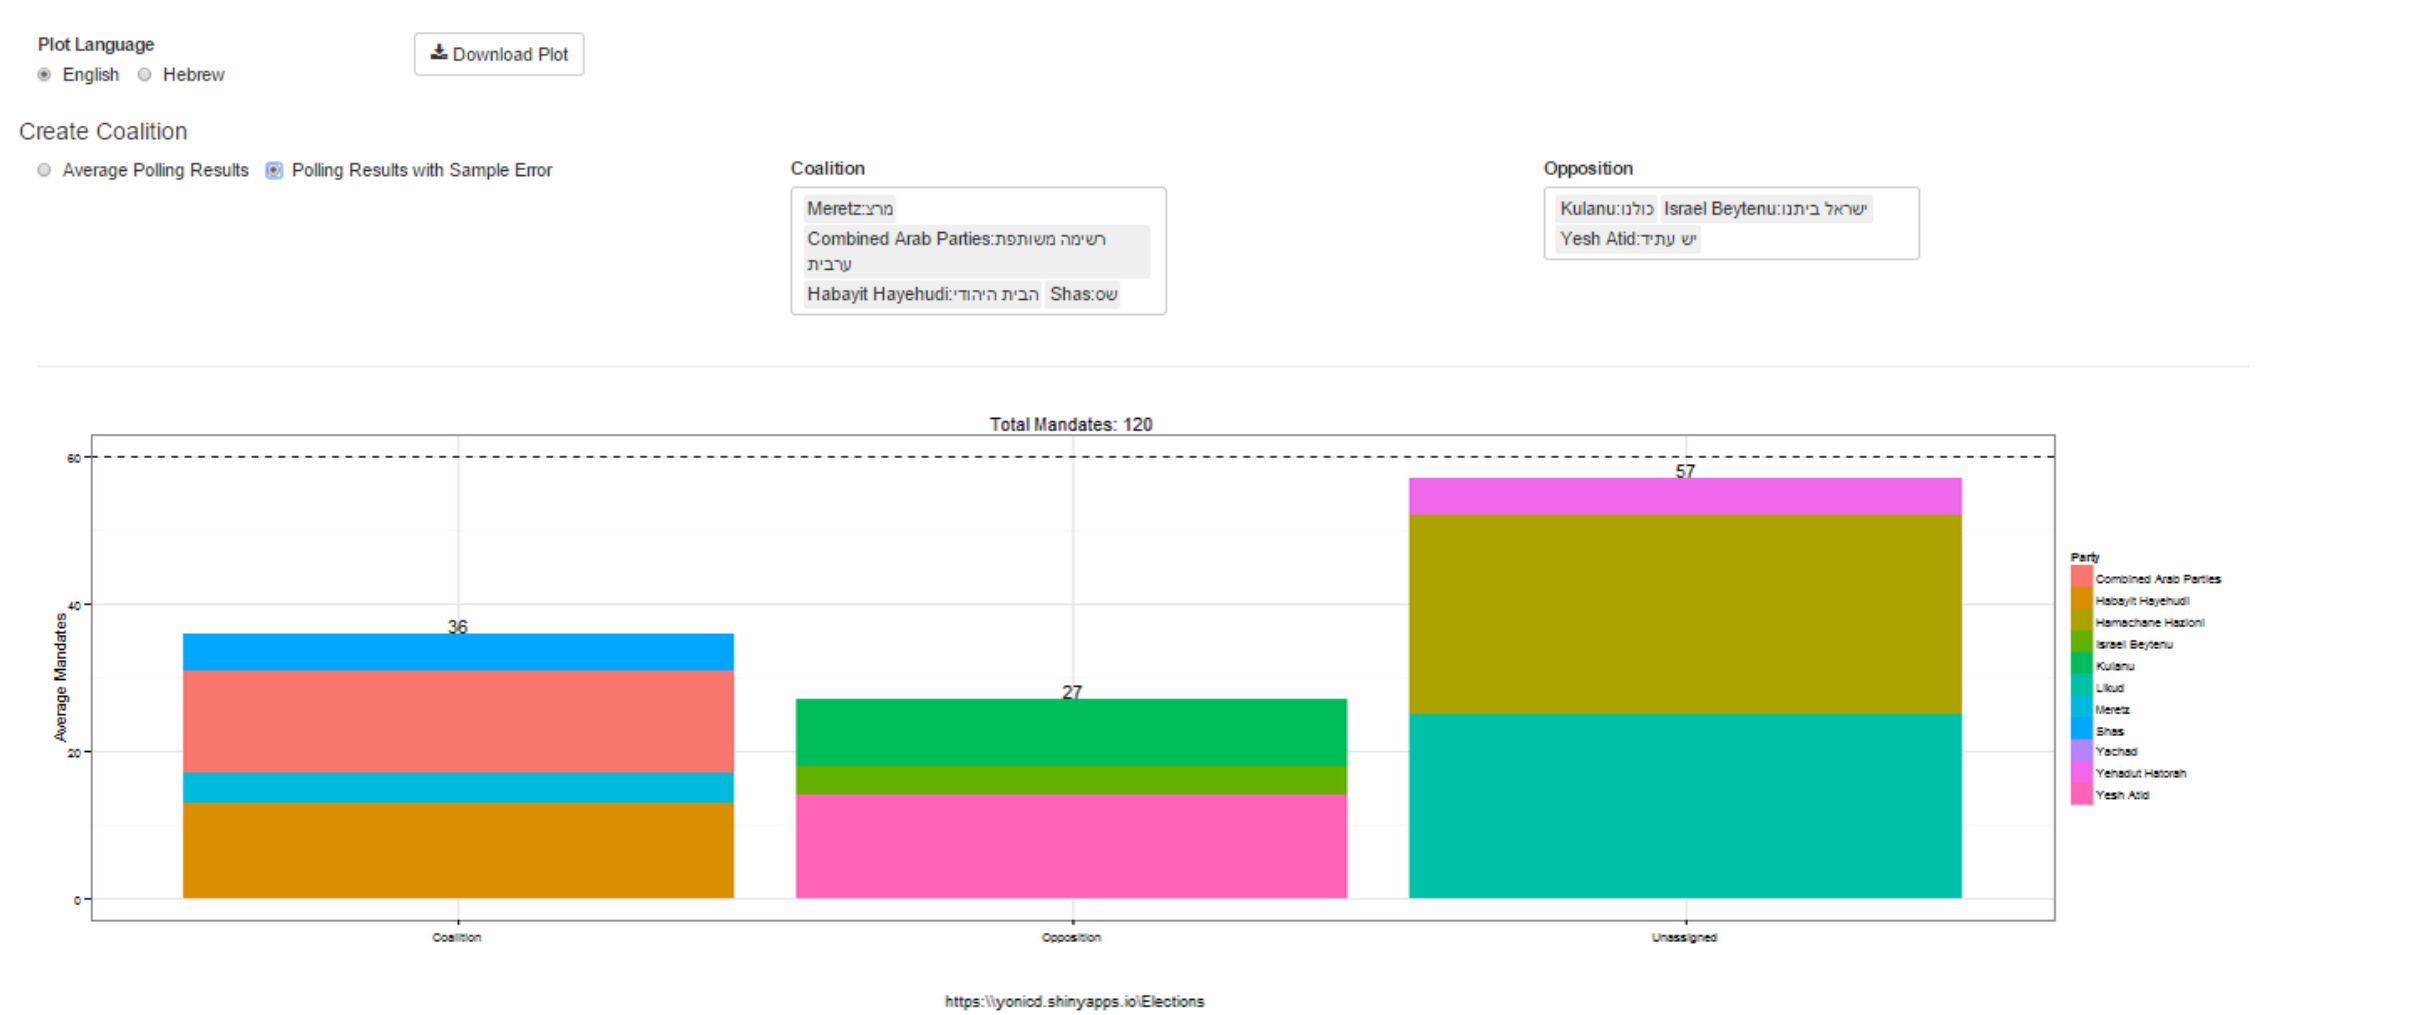 Plot Language
Download Plot
English Hebrew
Create Coalition
Average Polling Results Polling Results with Sample Error
Coalition
Meretz:מרצ
Combined Arab Parties:רשימה משותפת
ערבית
Habayit Hayehudi:הבית היהודי Shas:שס
Opposition
Kulanu:כולנו Israel Beytenu:ישראל ביתנו
Yesh Atid:יש עתיד
Total Mandates: 120
60
40
20
0
Average Mandates
36
27
57
Coalition
Opposition
Unassigned
Party
Combined Arab Parties
Habayit Hayehudi
Hamachane Hazioni
Israel Beytenu
Kulanu
Likud
Meretz
Shas
Yachad
Yehadut Hatorah
Yesh Atid
https:\\yonicd.shinyapps.io\Elections